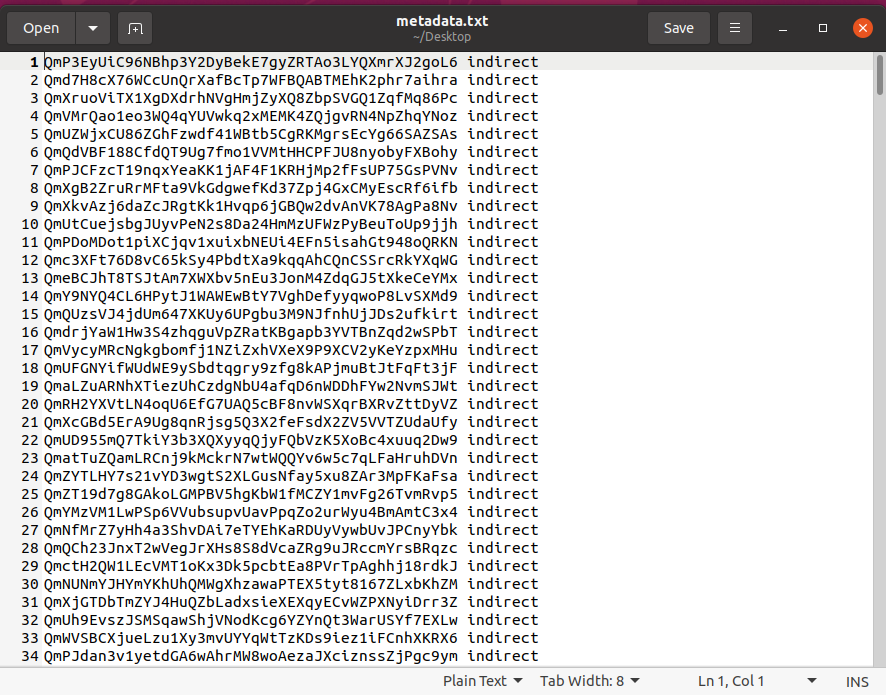 Open
metadata.txt
~/Desktop
Save
1 QmP3EyUiC96NBhp3Y2DyBekE7gyZRTAo3LYQXmrXJ2goL6 indirect
2 Qmd7H8cX76WCcUnQrXafBcTp7WFBQABTMEhK2phr7aihra indirect
3 QmXruoViTX1XgDXdrhNVgHmjZyXQ8ZbpSVGQ1ZqfMq86Pc indirect
4 QmVMrQao1eo3WQ4qYUVwkq2xMEMK4ZQjgvRN4NpZhqYNoz indirect
5 QmUZWjxCU86ZGhFzwdf41WBtb5CgRKMgrsEcYg66SAZSAs indirect
6 QmQdVBF188CfdQT9Ug7fmo1VVMtHHCPFJU8nyobyFXBohy indirect
7 QmPJCFzcT19nqxYeaKK1jAF4F1KRHjMp2fFsUP75GsPVNv indirect
8 QmXgB2ZruRrMFta9VkGdgwefKd37Zpj4GxCMyEscRf6ifb indirect
9 QmXkvAzj6daZcJRgtKk1Hvqp6jGBQw2dvAnVK78AgPa8Nv indirect
10 QmUtCuejsbgJUyvPeN2s8Da24HmMzUFWzPyBeuToUp9jjh indirect
11 QmPDoMDot1piXCjqv1xuixbNEUi4EFn5isahGt948oQRKN indirect
12 Qmc3XFt76D8vC65kSy4PbdtXa9kqqAhCQnCSSrcRkYXqWG indirect
13 QmeBCJhT8TSJtAm7XWXbv5nEu3JonM4ZdqGJ5tXkeCeYMx indirect
14 QmY9NYQ4CL6HPytJ1WAWEwBtY7VghDefyyqwoP8LvSXMd9 indirect
15 QmQUzsVJ4jdUm647XKUy6UPgbu3M9NJfnhUjJDs2ufkirt indirect
16 QmdrjYaW1Hw3S4zhqguVpZRatKBgapb3YVTBnZqd2wSPbT indirect
17 QmVycyMRcNgkgbomfj1NZiZxhVXeX9P9XCV2yKeYzpxMHu indirect
18 QmUFGNYifWUdWE9ySbdtqgry9zfg8kAPjmuBtJtFqFt3jF indirect
19 QmaLZuARNhXTiezUhCzdgNbU4afqD6nWDDhFYw2NvmSJWt indirect
20 QmRH2YXVtLN4oqU6EfG7UAQ5cBF8nvWSXqrBXRvZttDyVZ indirect
21 QmXcGBd5ErA9Ug8qnRjsg5Q3X2feFsdX2ZV5VVTZUdaUfy indirect
22 QmUD955mQ7TkiY3b3XQXyyqQjyFQbVzK5XoBc4xuuq2Dw9 indirect
23 QmatTuZQamLRCnj9kMckrN7wtWQQYv6w5c7qLFaHruhDVn indirect
24 QmZYTLHY7s21vYD3wgtS2XLGusNfay5xu8ZAr3MpFKaFsa indirect
25 QmZT19d7g8GAkoLGMPBV5hgKbW1fMCZY1mvFg26TvmRvp5 indirect
26 QmYMzVM1LwPSp6VVubsupvUavPpqZo2urWyu4BmAmtC3x4 indirect
27 QmNfMrZ7yHh4a3ShvDAi7eTYEhKaRDUyVywbUvJPCnyYbk indirect
28 QmQCh23JnxT2wVegJrXHs8S8dVcaZRg9uJRccmYrsBRqzc indirect
29 QmctH2QW1LEcVMT1oKx3Dk5pcbtEa8PVrTpAghhj18rdkJ indirect
30 QmNUNmYJHYmYKhUhQMWgXhzawaPTEX5tyt8167ZLxbKhZM indirect
31 QmXjGTDbTmZYJ4HuQZbLadxsieXEXqyECvWZPXNyiDrr3Z indirect
32 QmUh9EvszJSMSqawShjVNodKcg6YZYnQt3WarUSYf7EXLw indirect
33 QmWVSBCXjueLzu1Xy3mvUYYqWtTzKDs9iez1iFCnhXKRX6 indirect
34 QmPJdan3v1yetdGA6wAhrMW8woAezaJXciznssZjPgc9ym indirect
Plain Text Tab Width: 8 Ln 1, Col 1 INS